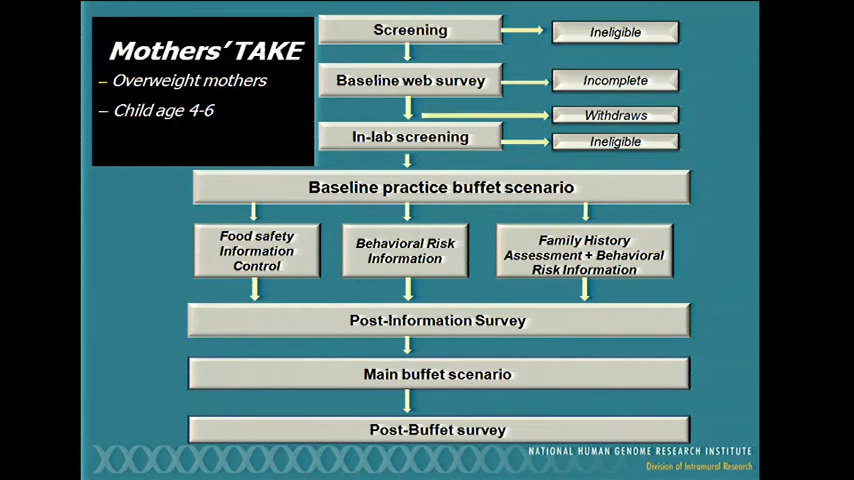 Mothers' TAKE
– Overweight mothers
– Child age 4-6
Screening
Ineligible
Baseline web survey
Incomplete
Withdraws
In-lab screening
Ineligible
Baseline practice buffet scenario
Food safety
Information
Control
Behavioral Risk
Information
Family History
Assessment + Behavioral
Risk Information
Post-Information Survey
Main buffet scenario
Post-Buffet survey
NATIONAL HUMAN GENOME RESEARCH INSTITUTE
Division of Intramural Research